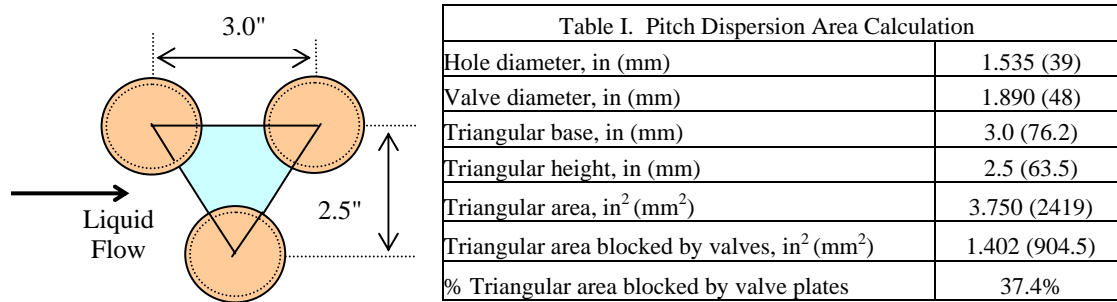 3.0"
2.5"
Liquid
Flow
Table I. Pitch Dispersion Area Calculation
Hole diameter, in (mm) 1.535 (39)
Valve diameter, in (mm) 1.890 (48)
Triangular base, in (mm) 3.0 (76.2)
Triangular height, in (mm) 2.5 (63.5)
Triangular area, in² (mm²) 3.750 (2419)
Triangular area blocked by valves, in² (mm²) 1.402 (904.5)
% Triangular area blocked by valve plates 37.4%